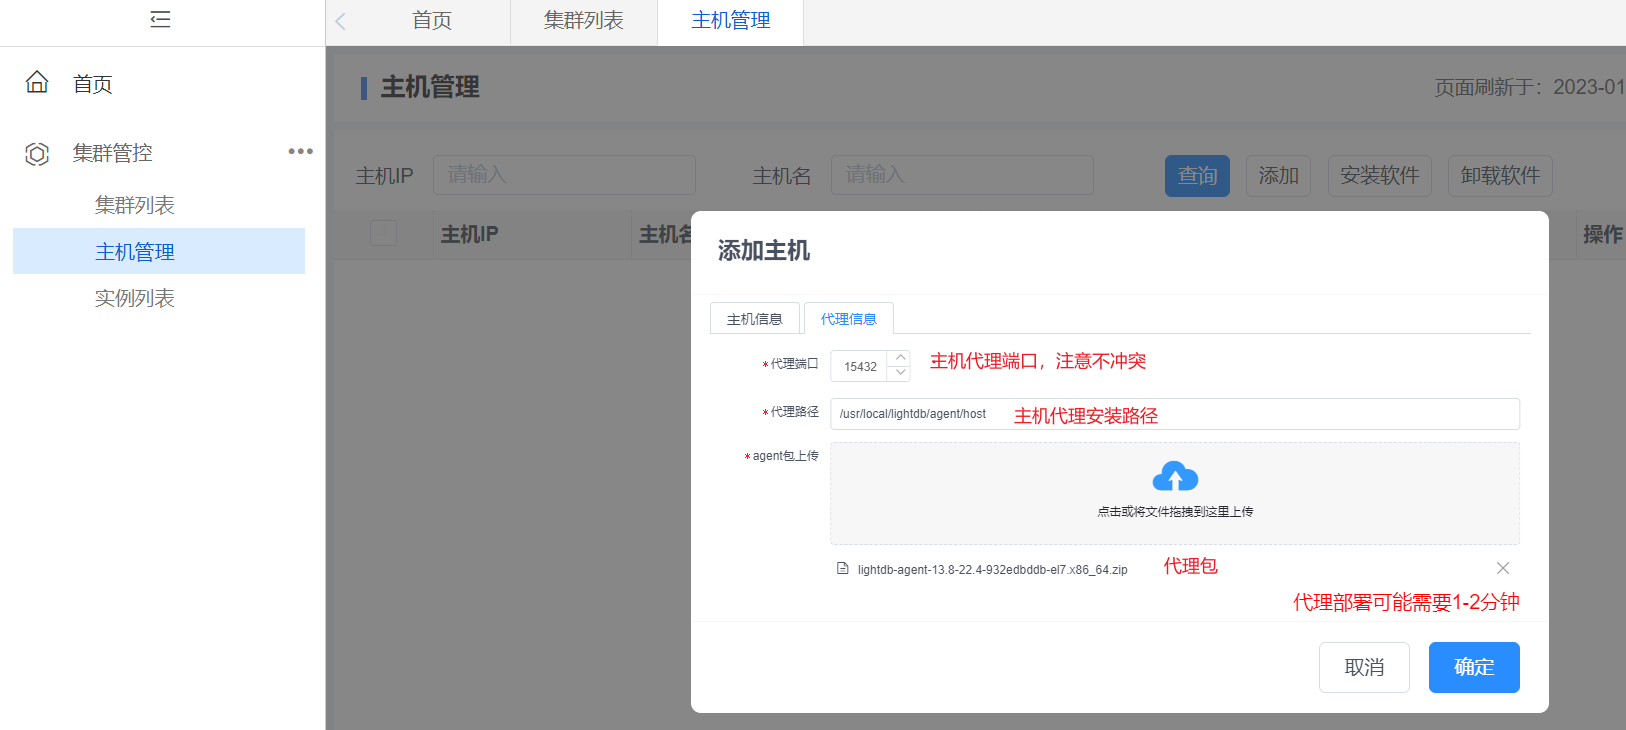 首页 集群列表 主机管理
首页
集群管控
集群列表
主机管理
实例列表
主机管理
页面刷新于：2023-01
主机IP 请输入 主机名 请输入 查询 添加 安装软件 卸载软件
主机IP 主机名 操作
添加主机
主机信息 代理信息
*代理端口 15432 主机代理端口，注意不冲突
*代理路径 /usr/local/lightdb/agent/host 主机代理安装路径
*agent包上传
点击或将文件拖拽到这里上传
lightdb-agent-13.8-22.4-932edbddb-el7.x86_64.zip 代理包
代理部署可能需要1-2分钟
取消 确定